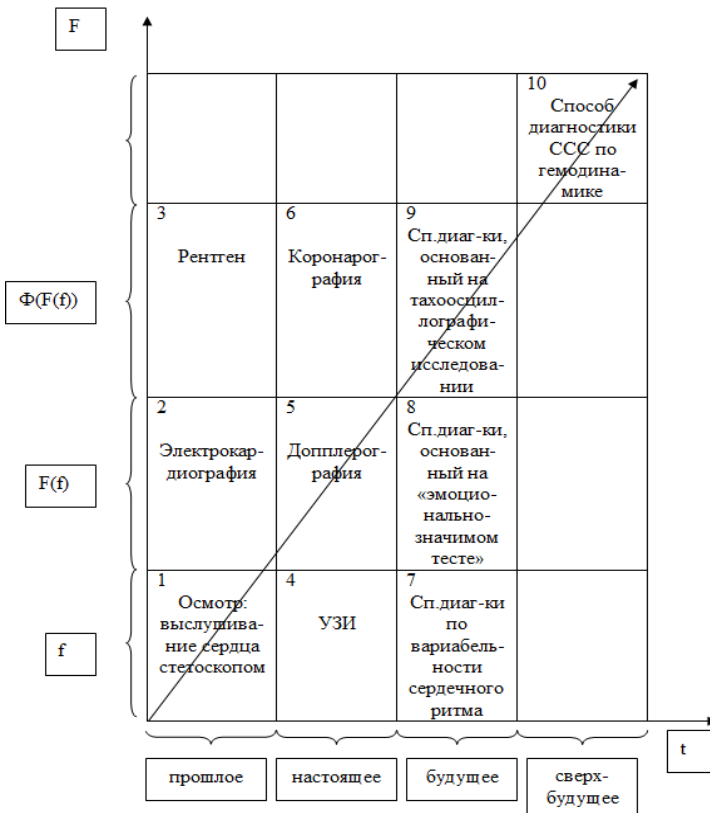 F
10
Способ
диагностики
ССС по
гемодина-
мике
Ф(F(f))
3
Рентген
6
Коронарог-
рафия
9
Сп.диаг-ки,
основан-
ный на
тахоосцил-
лографи-
ческом
исследова-
нии
F(f)
2
Электрокар-
диография
5
Допплерог-
рафия
8
Сп.диаг-ки,
основан-
ный на
«эмоцио-
нально-
значимом
тесте»
f
1
Осмотр:
выслушива-
ние сердца
стетоскопом
4
УЗИ
7
Сп.диаг-ки
по
вариабель-
ности
сердечного
ритма
t
прошлое
настоящее
будущее
сверх-
будущее